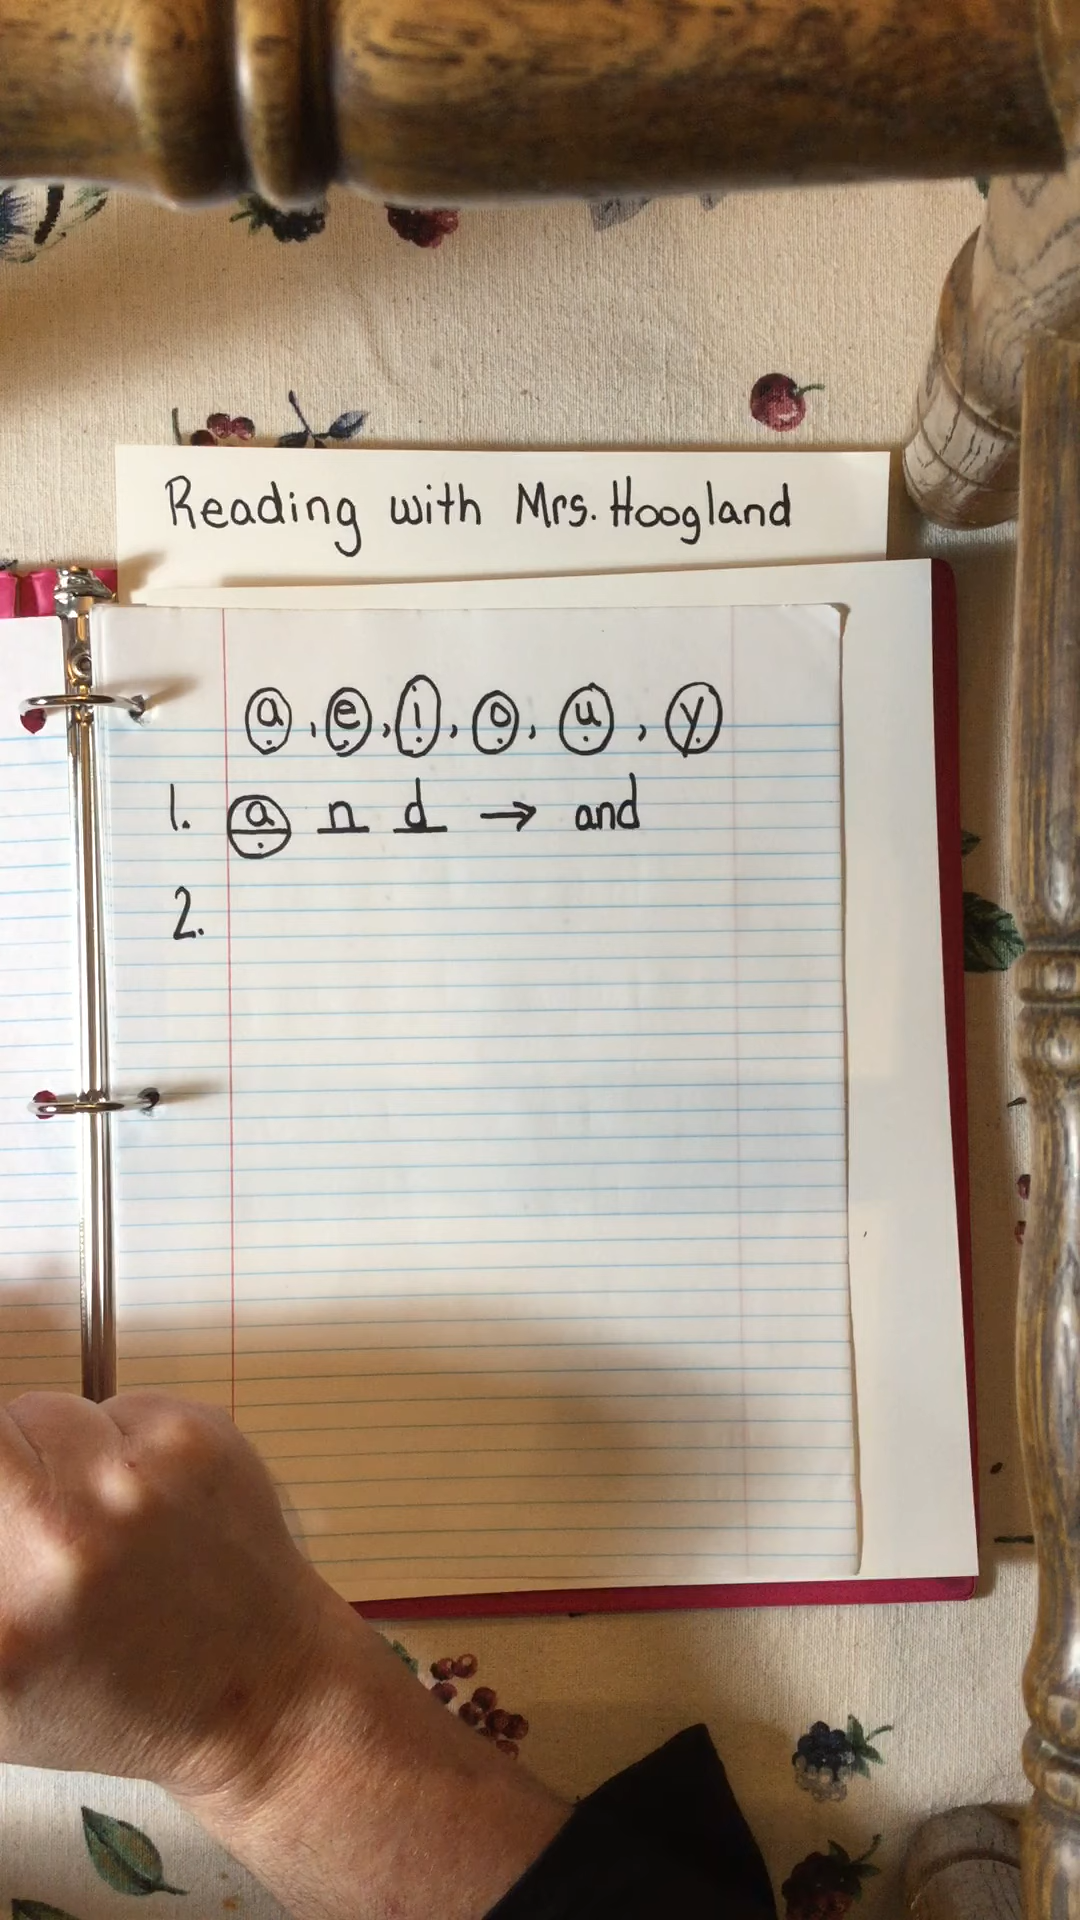 Reading with Mrs. Hoogland
a, e, i, o, u, y
1. a n d → and
2.